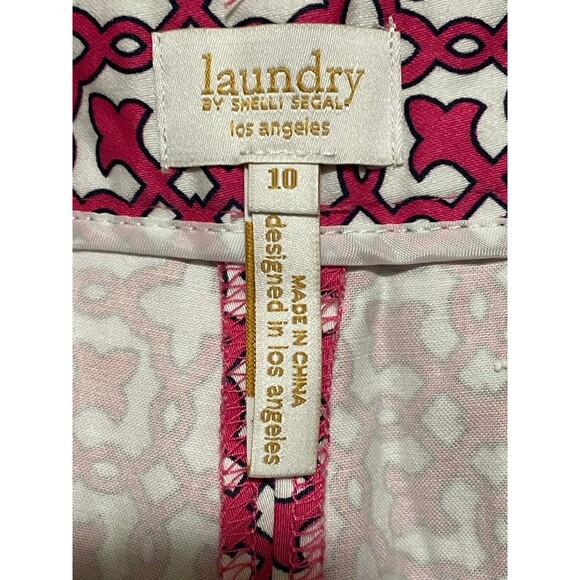 laundry
BY SHELLI SEGAL
los angeles
10
MADE IN CHINA
designed in los angeles